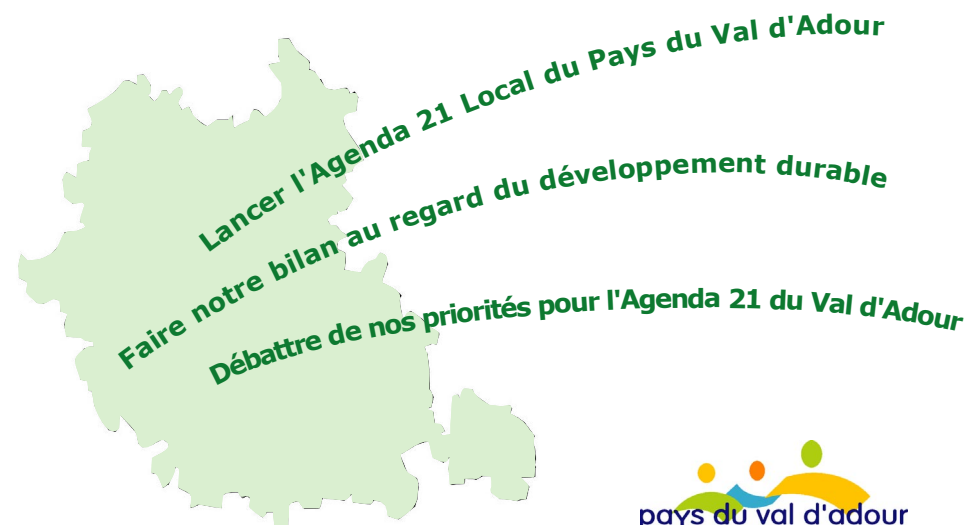 Lancer l'Agenda 21 Local du Pays du Val d'Adour
Faire notre bilan au regard du développement durable
Débattre de nos priorités pour l'Agenda 21 du Val d'Adour
pays du val d'adour